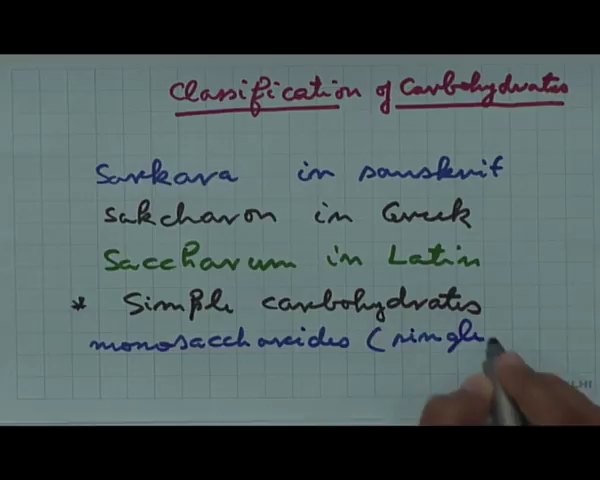 Classification of Carbohydrates
Sarkara in sanskrit
sakcharon in Greek
Saccharum in Latin
* Simple carbohydrates
monosaccharides (single